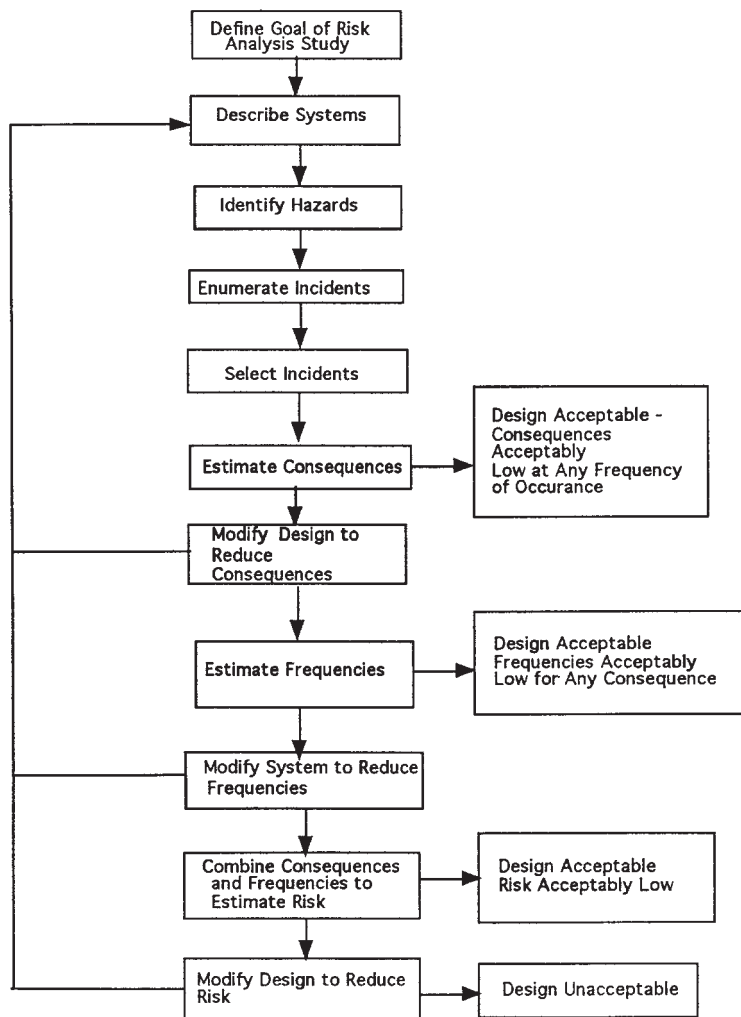 Define Goal of Risk
Analysis Study
Describe Systems
Identify Hazards
Enumerate Incidents
Select Incidents
Estimate Consequences
Design Acceptable -
Consequences
Acceptably
Low at Any Frequency
of Occurance
Modify Design to
Reduce
Consequences
Estimate Frequencies
Design Acceptable
Frequencies Acceptably
Low for Any Consequence
Modify System to Reduce
Frequencies
Combine Consequences
and Frequencies to
Estimate Risk
Design Acceptable
Risk Acceptably Low
Modify Design to Reduce
Risk
Design Unacceptable